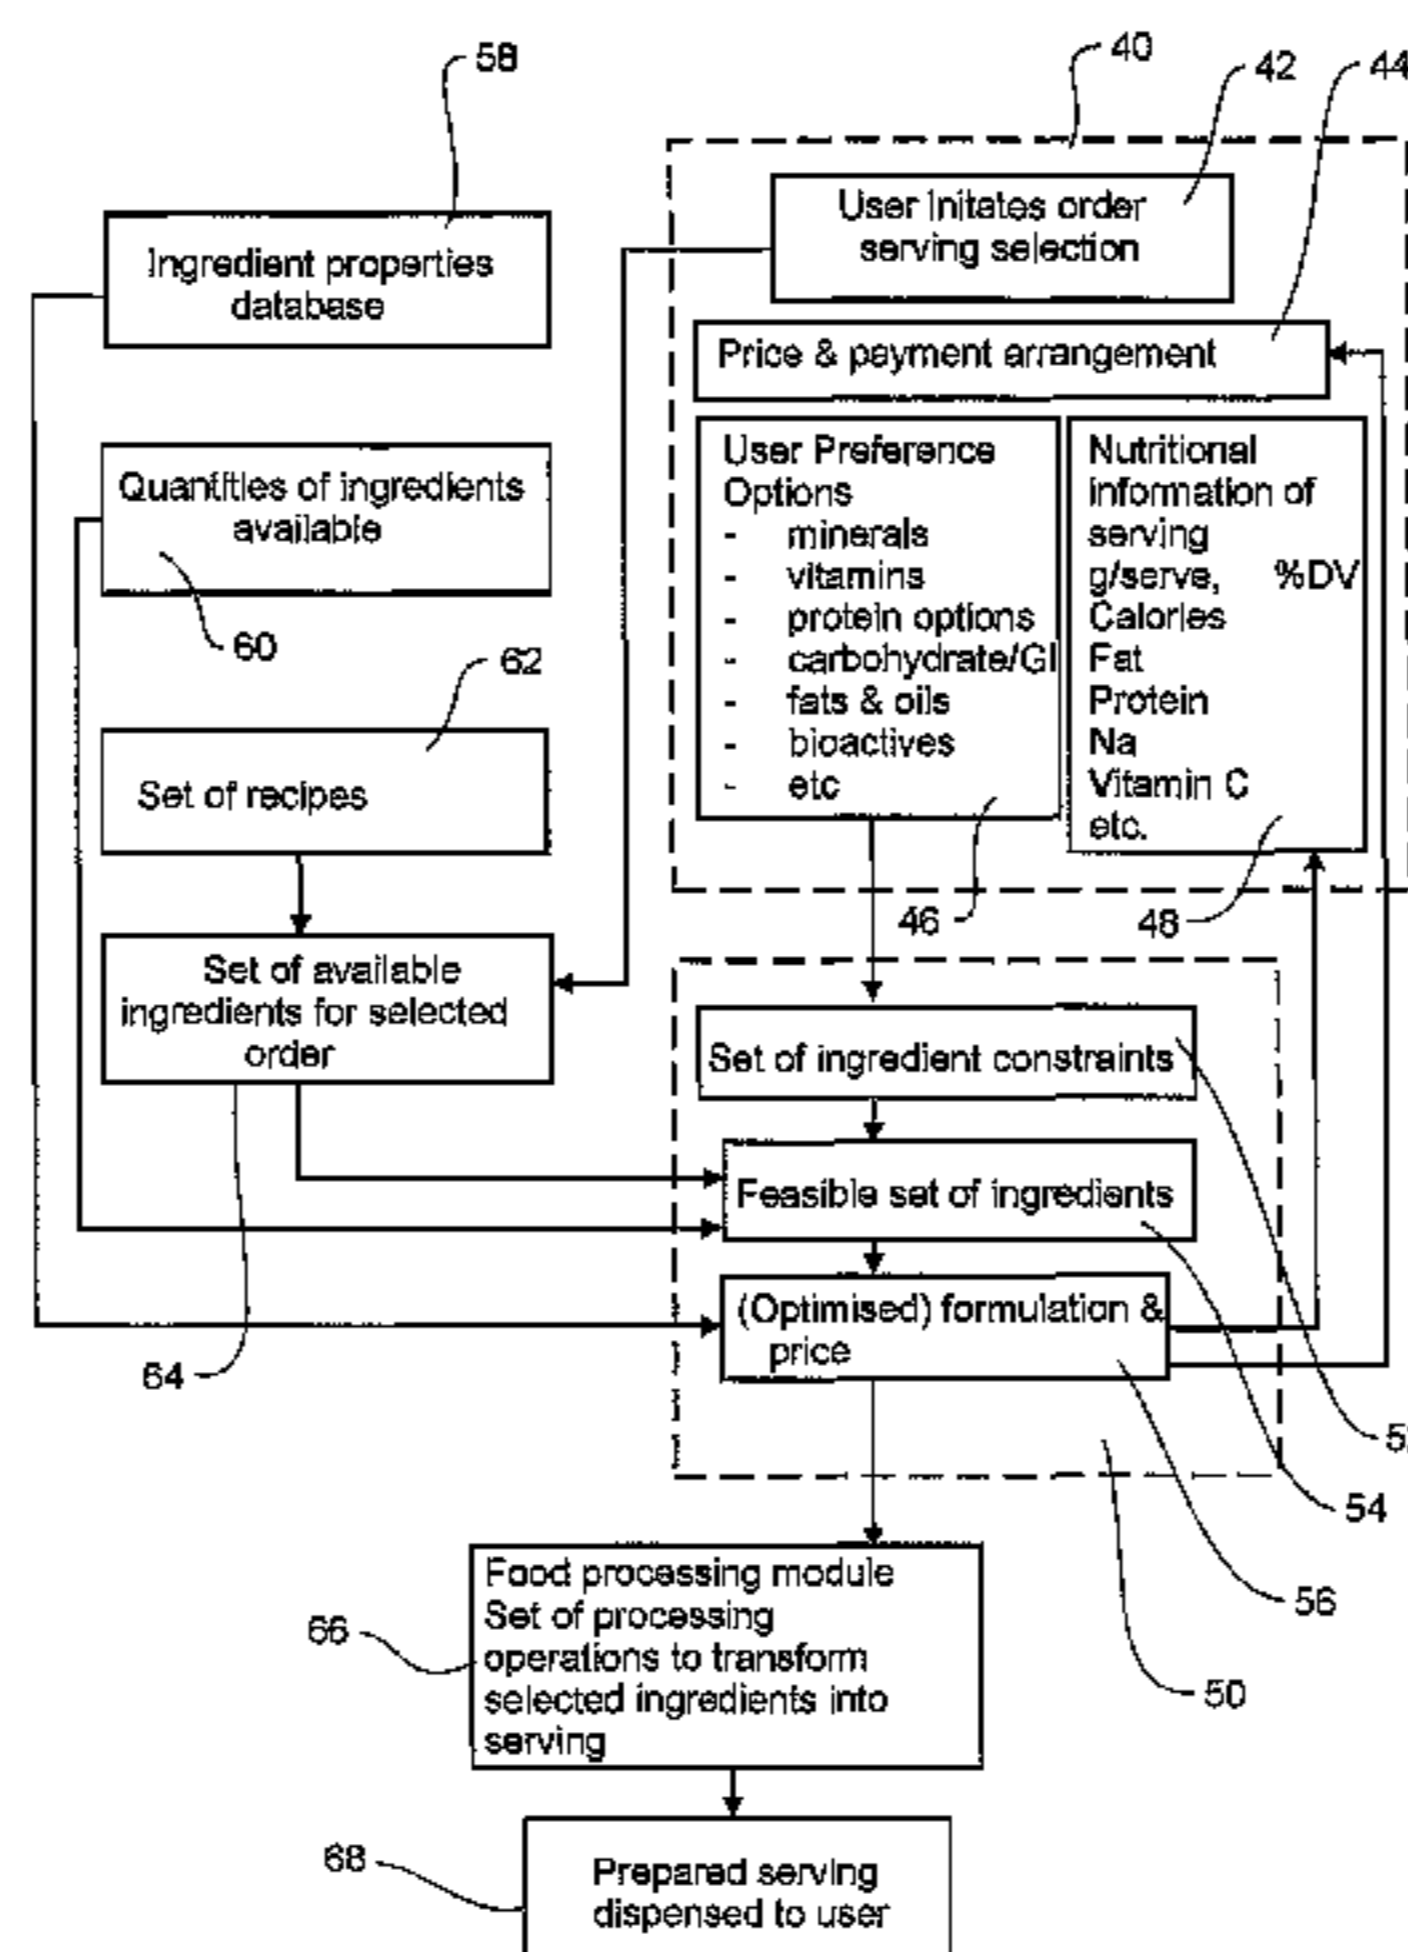 58
40
42
44
User initates order
serving selection
Ingredient properties
database
Price & payment arrangement
User Preference
Options
- minerals
- vitamins
- protein options
- carbohydrate/GI
- fats & oils
- bioactives
- etc
Nutritional
information of
serving
g/serve, %DV
Calories
Fat
Protein
Na
Vitamin C
etc.
Quantities of ingredients
available
60
62
Set of recipes
46
48
Set of available
ingredients for selected
order
Set of ingredient constraints
Feasible set of ingredients
(Optimised) formulation &
price
64
54
56
50
Food processing module
Set of processing
operations to transform
selected ingredients into
serving
66
68
Prepared serving
dispensed to user